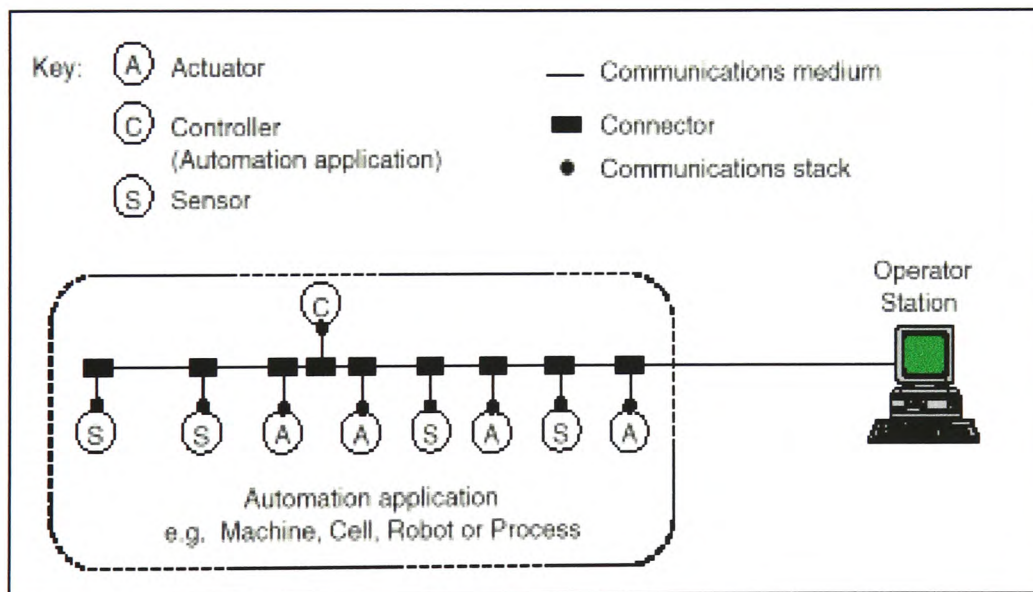 Key:
A Actuator
C Controller
(Automation application)
S Sensor
Communications medium
Connector
Communications stack
Operator
Station
C
S S A A S A S A
Automation application
e.g. Machine, Cell, Robot or Process